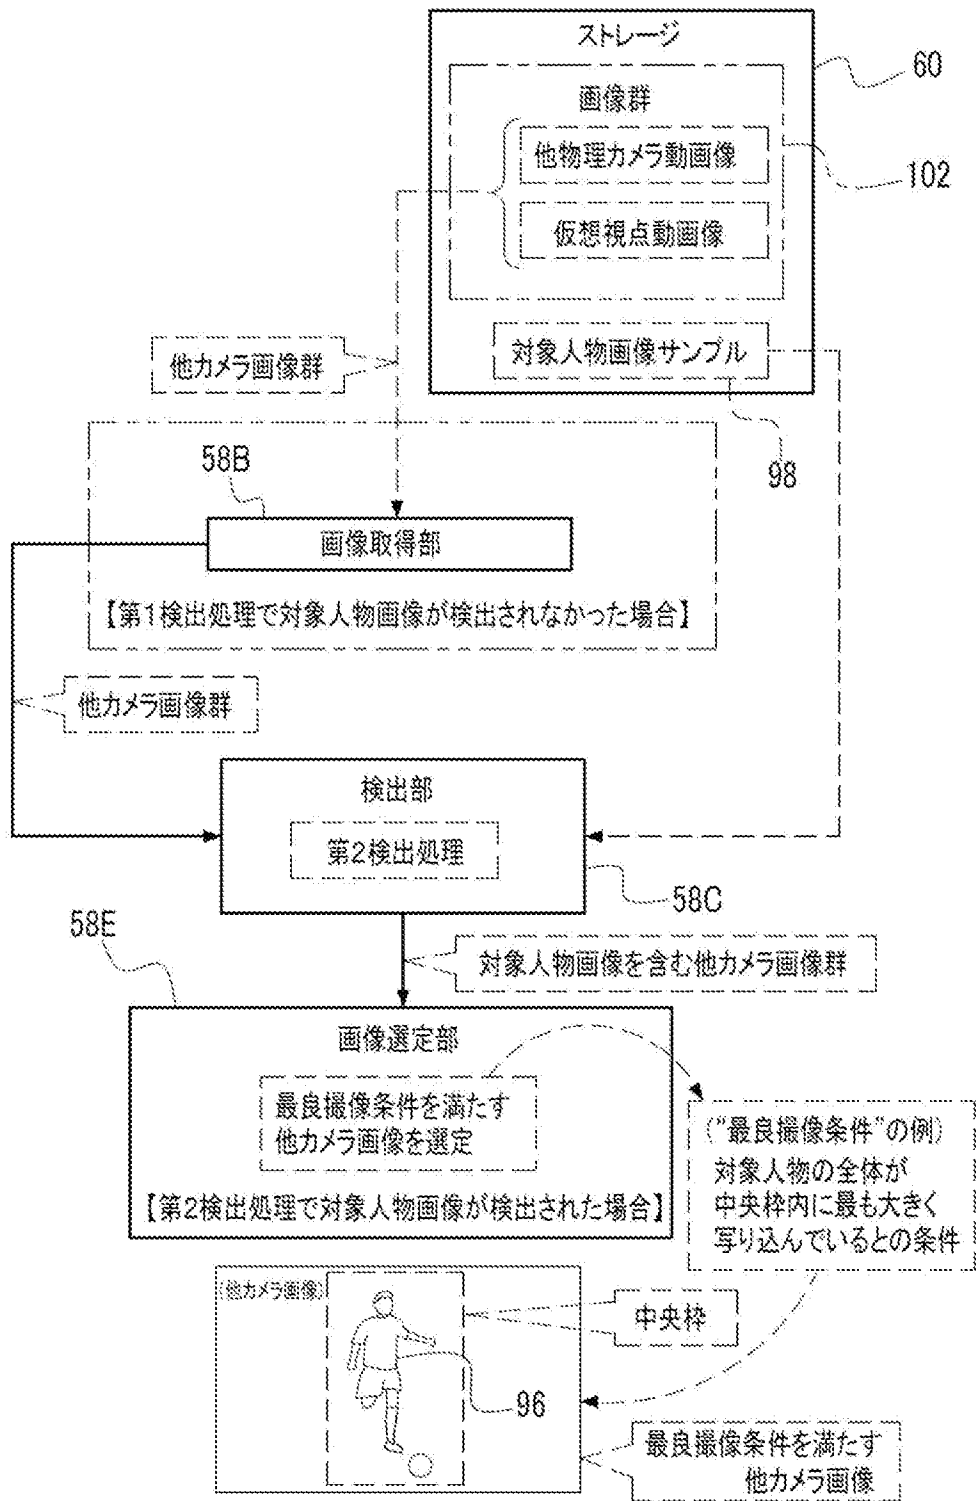 ストレージ
60
画像群
他物理カメラ動画像
102
仮想視点動画像
対象人物画像サンプル
他カメラ画像群
98
58B
画像取得部
【第1検出処理で対象人物画像が検出されなかった場合】
他カメラ画像群
検出部
第2検出処理
58C
58E
対象人物画像を含む他カメラ画像群
画像選定部
最良撮像条件を満たす
他カメラ画像を選定
【第2検出処理で対象人物画像が検出された場合】
(“最良撮像条件”の例)
対象人物の全体が
中央枠内に最も大きく
写り込んでいるとの条件
(他カメラ画像)
中央枠
96
最良撮像条件を満たす
他カメラ画像